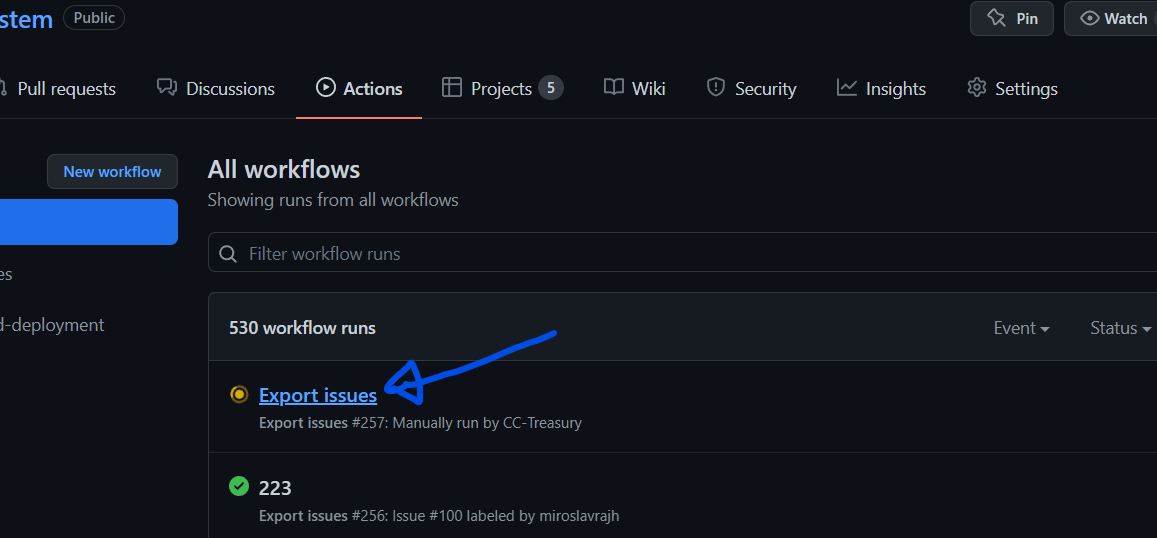 stem Public Pin Watch
Pull requests Discussions Actions Projects 5 Wiki Security Insights Settings
New workflow
All workflows
Showing runs from all workflows
Filter workflow runs
es
d-deployment
530 workflow runs Event Status
Export issues
Export issues #257: Manually run by CC-Treasury
223
Export issues #256: Issue #100 labeled by miroslavrajh